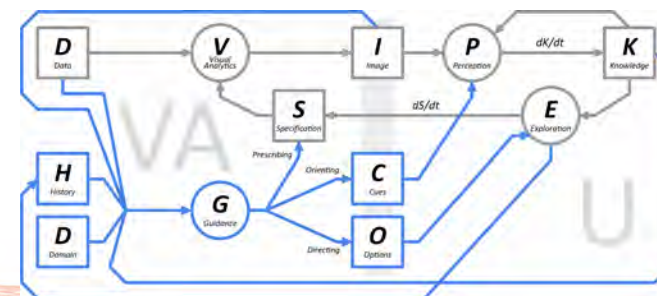 D
Data
V
Visual
Analytics
I
Image
P
Perception
dK/dt
K
Knowledge
S
Specification
dS/dt
E
Exploration
VA
U
Prescribing
H
History
G
Guidance
Orienting
C
Cues
D
Domain
Directing
O
Options